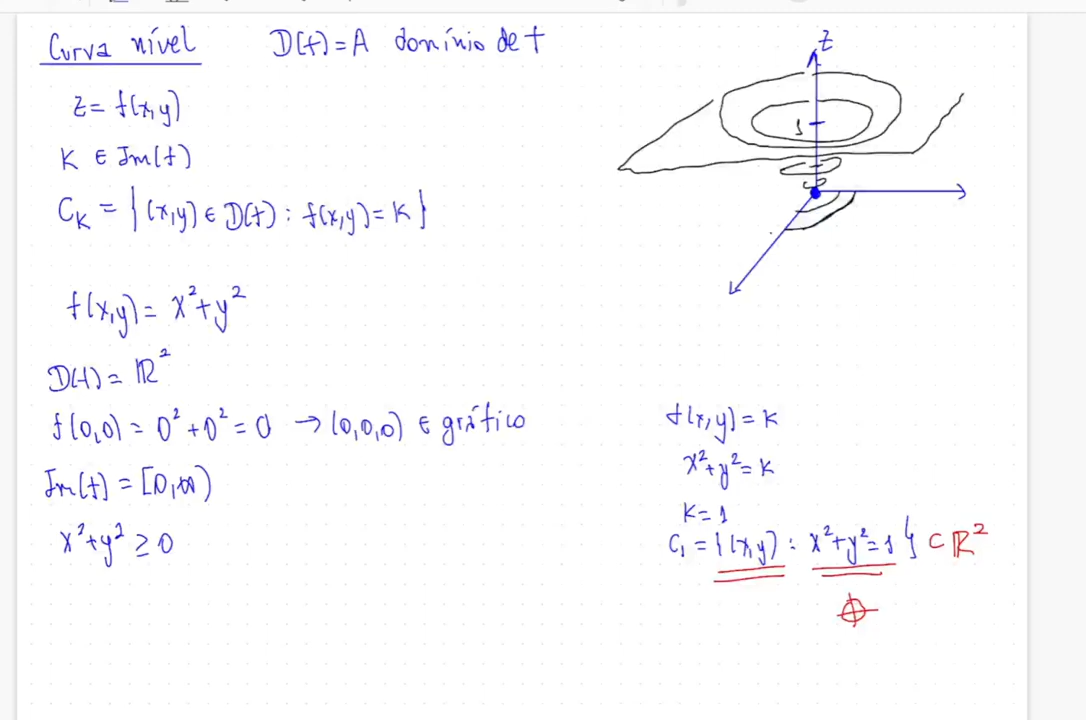 Curva nível D(f)=A domínio de f
z= f(x,y)
K ∈ Im(f)
C_K = {(x,y) ∈ D(f) : f(x,y)= K}
f(x,y)= x²+y²
D(f)= ℝ²
f(0,0)= 0²+0²=0 → (0,0,0) ∈ gráfico
Im(f) = [0,∞)
x²+y² ≥ 0
z
1
f(x,y)= K
x²+y²= K
K= 1
C₁ = {(x,y) : x²+y²=1} ⊂ ℝ²